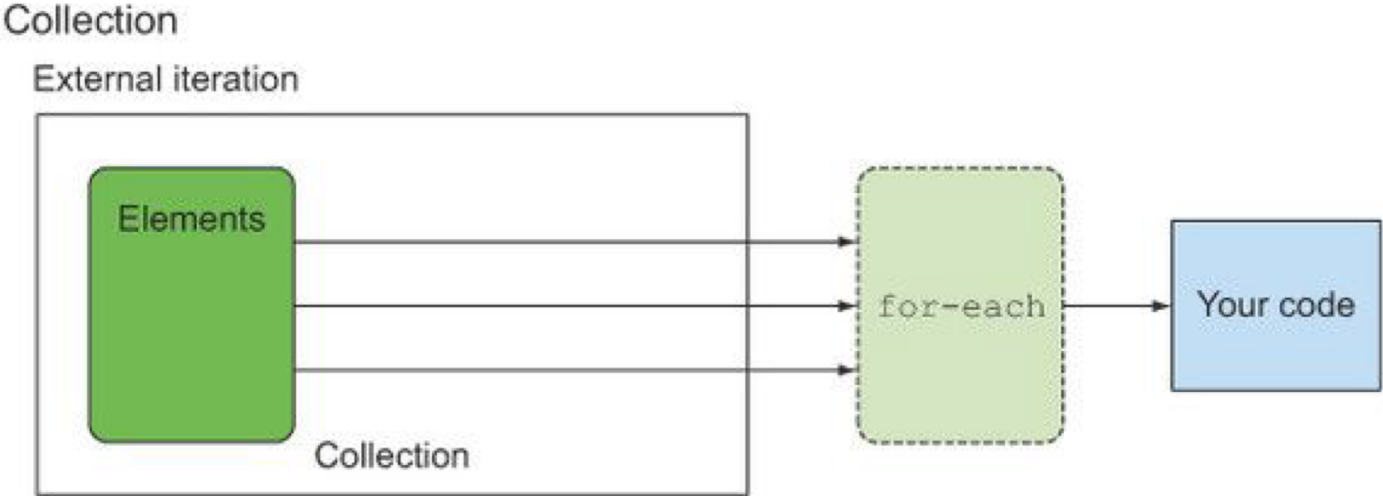 Collection
External iteration
Elements
for-each
Your code
Collection